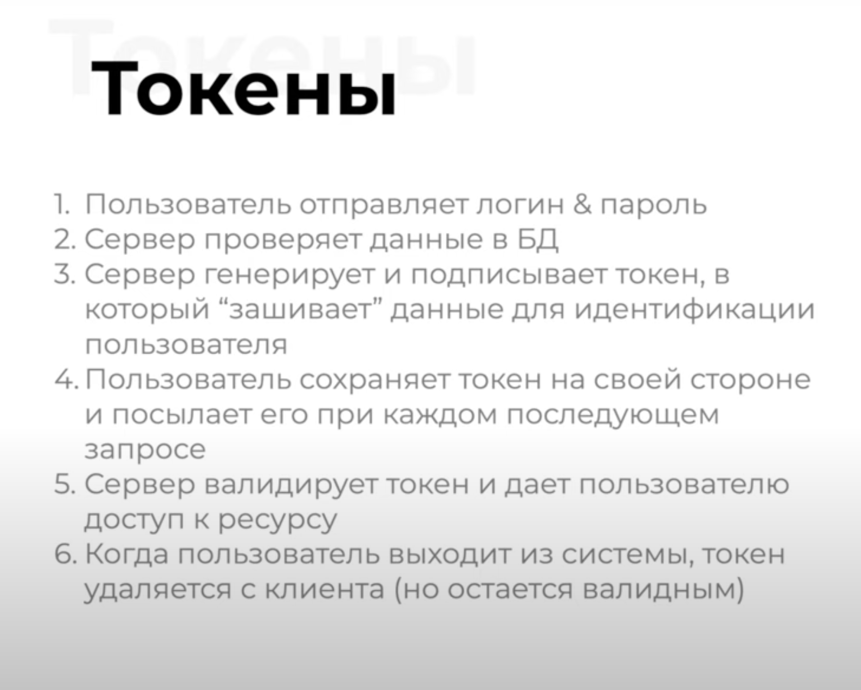 Токены
1. Пользователь отправляет логин & пароль
2. Сервер проверяет данные в БД
3. Сервер генерирует и подписывает токен, в
который “зашивает” данные для идентификации
пользователя
4. Пользователь сохраняет токен на своей стороне
и посылает его при каждом последующем
запросе
5. Сервер валидирует токен и дает пользователю
доступ к ресурсу
6. Когда пользователь выходит из системы, токен
удаляется с клиента (но остается валидным)